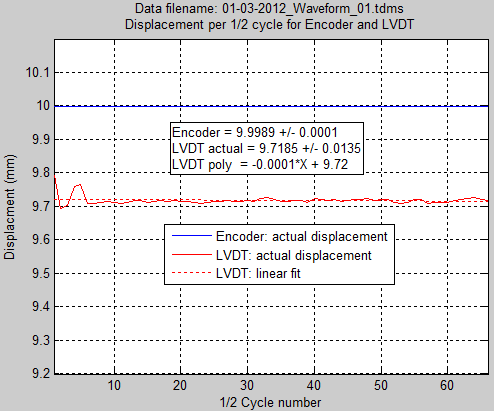 Data filename: 01-03-2012_Waveform_01.tdms
Displacement per 1/2 cycle for Encoder and LVDT
10.1
10
9.9
9.8
9.7
9.6
9.5
9.4
9.3
9.2
Displacment (mm)
Encoder = 9.9989 +/- 0.0001
LVDT actual = 9.7185 +/- 0.0135
LVDT poly = -0.0001*X + 9.72
Encoder: actual displacement
LVDT: actual displacement
LVDT: linear fit
10 20 30 40 50 60
1/2 Cycle number